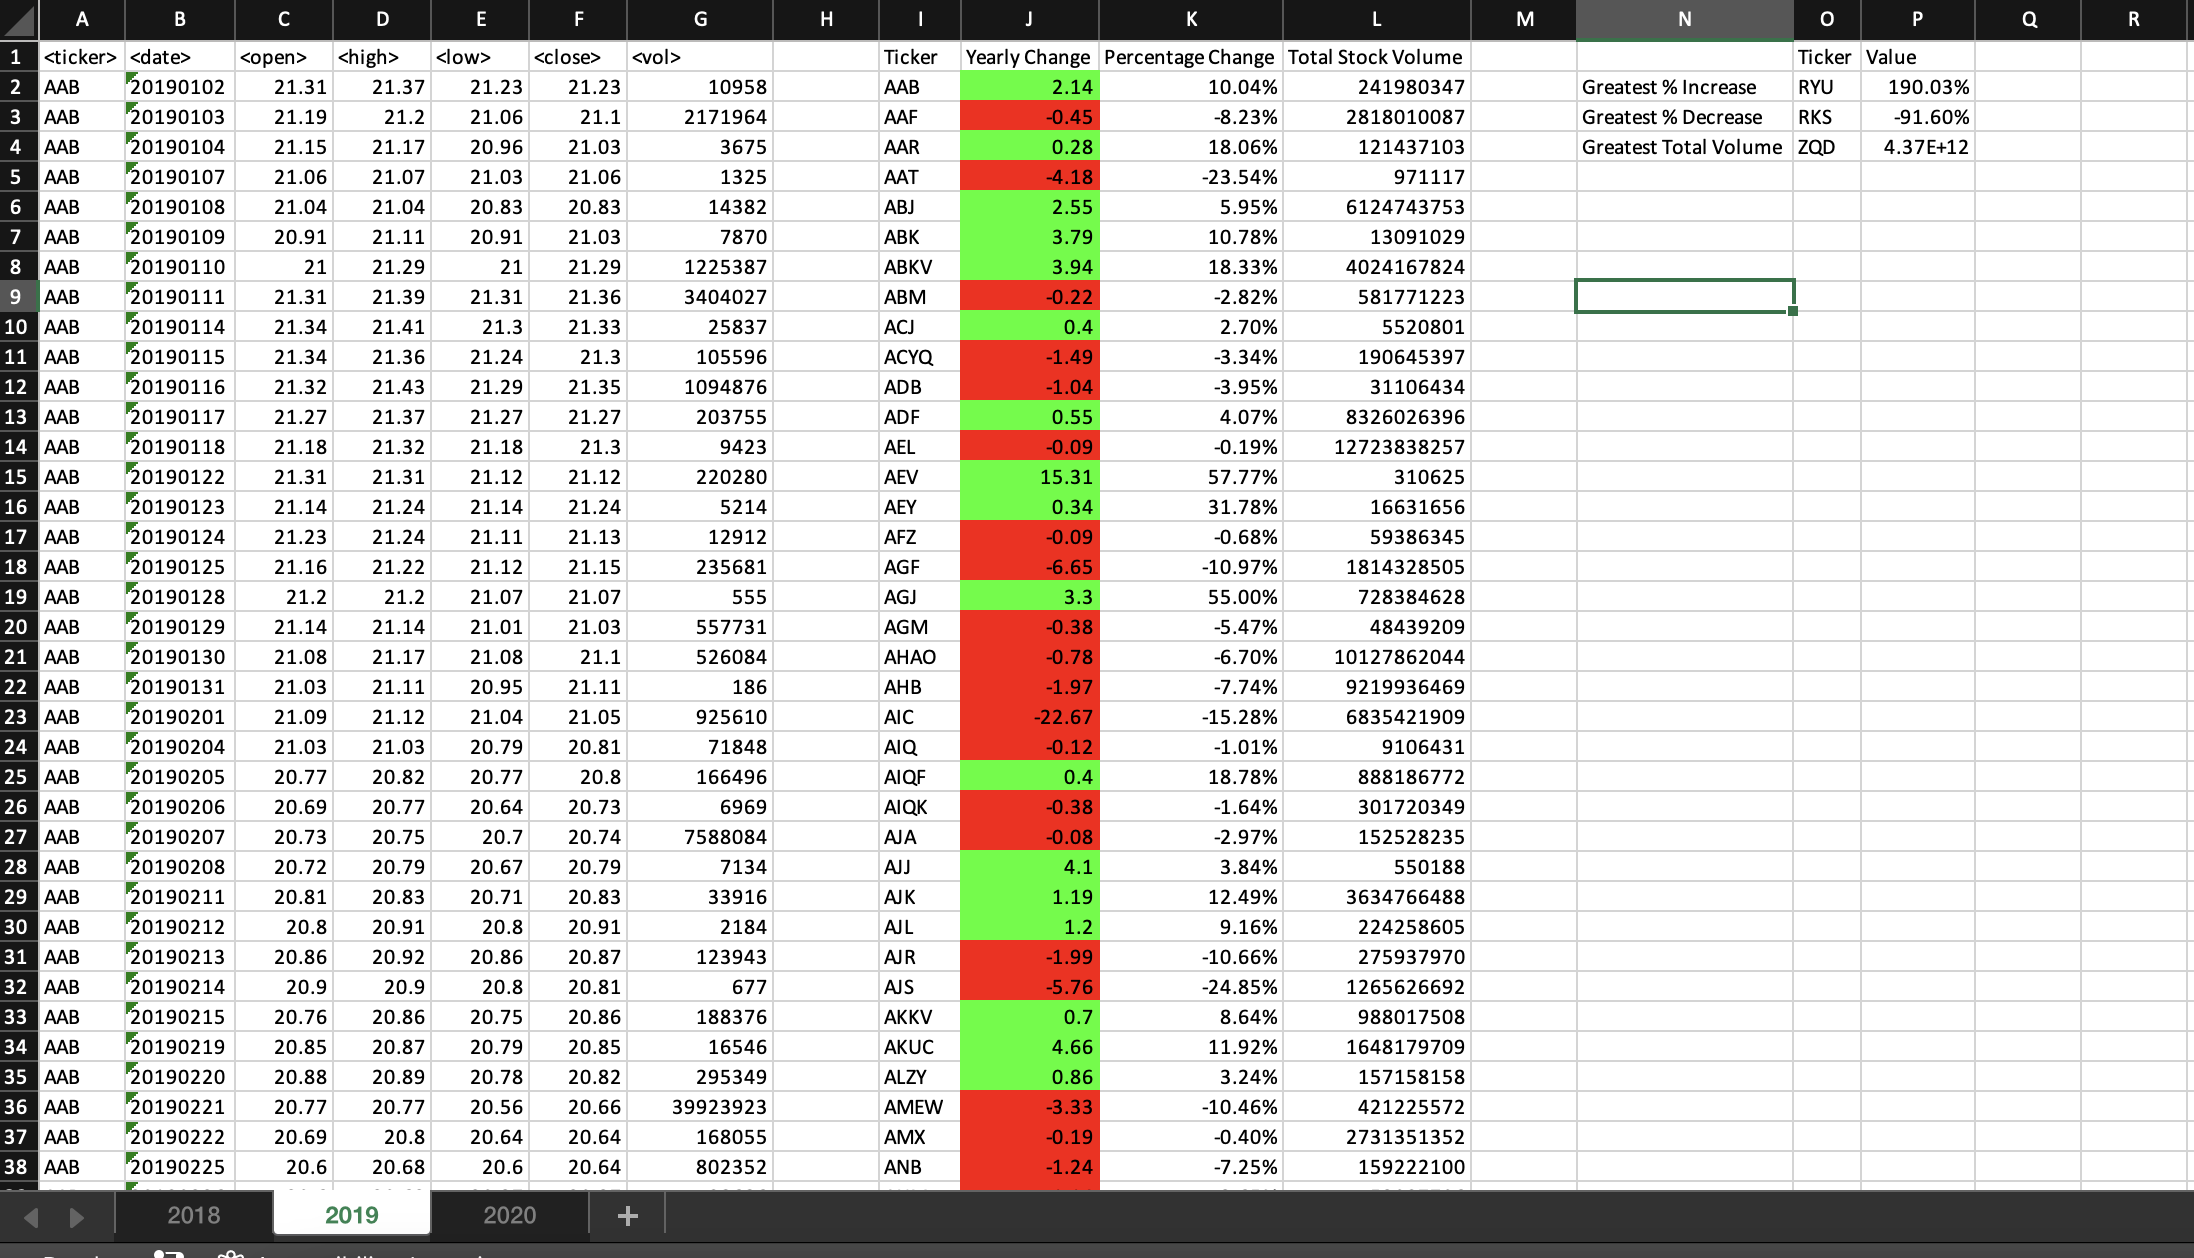 A B C D E F G H I J K L M N O P Q R
1 <ticker> <date> <open> <high> <low> <close> <vol> Ticker Yearly Change Percentage Change Total Stock Volume Ticker Value
2 AAB 20190102 21.31 21.37 21.23 21.23 10958 AAB 2.14 10.04% 241980347 Greatest % Increase RYU 190.03%
3 AAB 20190103 21.19 21.2 21.06 21.1 2171964 AAF -0.45 -8.23% 2818010087 Greatest % Decrease RKS -91.60%
4 AAB 20190104 21.15 21.17 20.96 21.03 3675 AAR 0.28 18.06% 121437103 Greatest Total Volume ZQD 4.37E+12
5 AAB 20190107 21.06 21.07 21.03 21.06 1325 AAT -4.18 -23.54% 971117
6 AAB 20190108 21.04 21.04 20.83 20.83 14382 ABJ 2.55 5.95% 6124743753
7 AAB 20190109 20.91 21.11 20.91 21.03 7870 ABK 3.79 10.78% 13091029
8 AAB 20190110 21 21.29 21 21.29 1225387 ABKV 3.94 18.33% 4024167824
9 AAB 20190111 21.31 21.39 21.31 21.36 3404027 ABM -0.22 -2.82% 581771223
10 AAB 20190114 21.34 21.41 21.3 21.33 25837 ACJ 0.4 2.70% 5520801
11 AAB 20190115 21.34 21.36 21.24 21.3 105596 ACYQ -1.49 -3.34% 190645397
12 AAB 20190116 21.32 21.43 21.29 21.35 1094876 ADB -1.04 -3.95% 31106434
13 AAB 20190117 21.27 21.37 21.27 21.27 203755 ADF 0.55 4.07% 8326026396
14 AAB 20190118 21.18 21.32 21.18 21.3 9423 AEL -0.09 -0.19% 12723838257
15 AAB 20190122 21.31 21.31 21.12 21.12 220280 AEV 15.31 57.77% 310625
16 AAB 20190123 21.14 21.24 21.14 21.24 5214 AEY 0.34 31.78% 16631656
17 AAB 20190124 21.23 21.24 21.11 21.13 12912 AFZ -0.09 -0.68% 59386345
18 AAB 20190125 21.16 21.22 21.12 21.15 235681 AGF -6.65 -10.97% 1814328505
19 AAB 20190128 21.2 21.2 21.07 21.07 555 AGJ 3.3 55.00% 728384628
20 AAB 20190129 21.14 21.14 21.01 21.03 557731 AGM -0.38 -5.47% 48439209
21 AAB 20190130 21.08 21.17 21.08 21.1 526084 AHAO -0.78 -6.70% 10127862044
22 AAB 20190131 21.03 21.11 20.95 21.11 186 AHB -1.97 -7.74% 9219936469
23 AAB 20190201 21.09 21.12 21.04 21.05 925610 AIC -22.67 -15.28% 6835421909
24 AAB 20190204 21.03 21.03 20.79 20.81 71848 AIQ -0.12 -1.01% 9106431
25 AAB 20190205 20.77 20.82 20.77 20.8 166496 AIQF 0.4 18.78% 888186772
26 AAB 20190206 20.69 20.77 20.64 20.73 6969 AIQK -0.38 -1.64% 301720349
27 AAB 20190207 20.73 20.75 20.7 20.74 7588084 AJA -0.08 -2.97% 152528235
28 AAB 20190208 20.72 20.79 20.67 20.79 7134 AJJ 4.1 3.84% 550188
29 AAB 20190211 20.81 20.83 20.71 20.83 33916 AJK 1.19 12.49% 3634766488
30 AAB 20190212 20.8 20.91 20.8 20.91 2184 AJL 1.2 9.16% 224258605
31 AAB 20190213 20.86 20.92 20.86 20.87 123943 AJR -1.99 -10.66% 275937970
32 AAB 20190214 20.9 20.9 20.8 20.81 677 AJS -5.76 -24.85% 1265626692
33 AAB 20190215 20.76 20.86 20.75 20.86 188376 AKKV 0.7 8.64% 988017508
34 AAB 20190219 20.85 20.87 20.79 20.85 16546 AKUC 4.66 11.92% 1648179709
35 AAB 20190220 20.88 20.89 20.78 20.82 295349 ALZY 0.86 3.24% 157158158
36 AAB 20190221 20.77 20.77 20.56 20.66 39923923 AMEW -3.33 -10.46% 421225572
37 AAB 20190222 20.69 20.8 20.64 20.64 168055 AMX -0.19 -0.40% 2731351352
38 AAB 20190225 20.6 20.68 20.6 20.64 802352 ANB -1.24 -7.25% 159222100
2018 2019 2020 +